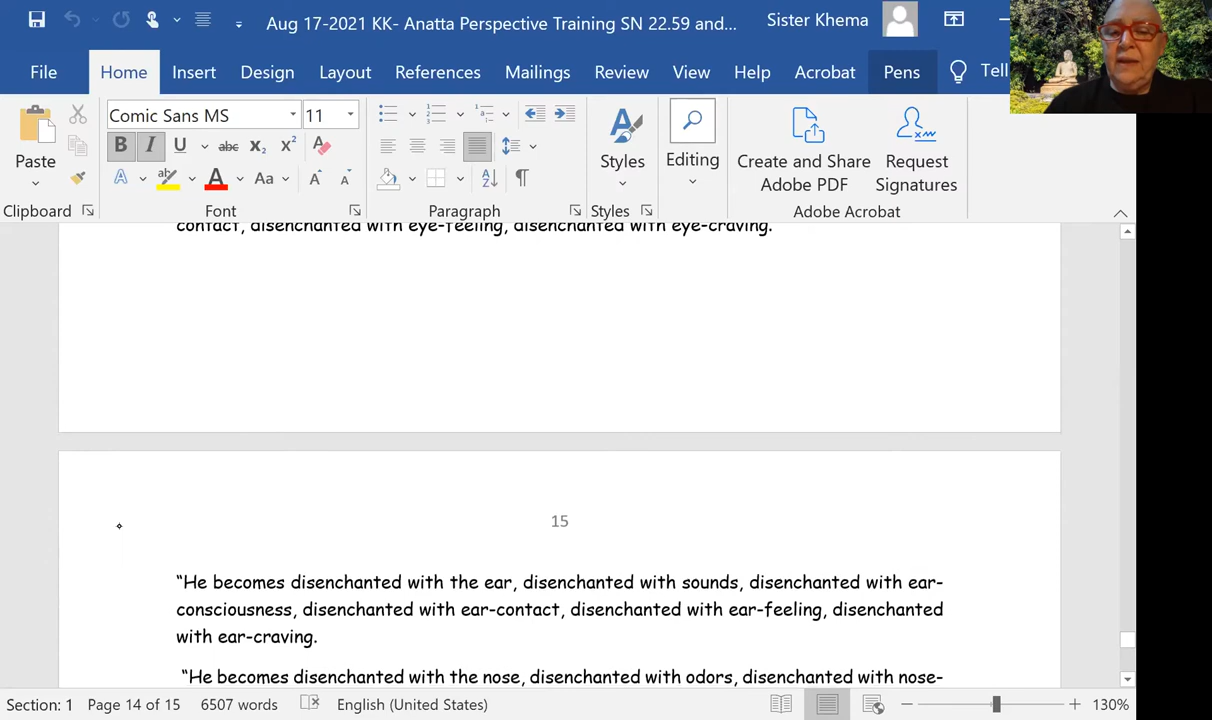 Aug 17-2021 KK- Anatta Perspective Training SN 22.59 and...
Sister Khema
File
Home
Insert
Design
Layout
References
Mailings
Review
View
Help
Acrobat
Pens
Tell
Comic Sans MS
11
Paste
B
I
U
abc
x₂
x²
A
A
Aa
A
A
Styles
Editing
Create and Share
Adobe PDF
Request
Signatures
Clipboard
Font
Paragraph
Styles
Adobe Acrobat
contact, disenchanted with eye-feeling, disenchanted with eye-craving.
15
“He becomes disenchanted with the ear, disenchanted with sounds, disenchanted with ear-
consciousness, disenchanted with ear-contact, disenchanted with ear-feeling, disenchanted
with ear-craving.
“He becomes disenchanted with the nose, disenchanted with odors, disenchanted with nose-
Section: 1
Page 14 of 15
6507 words
English (United States)
130%